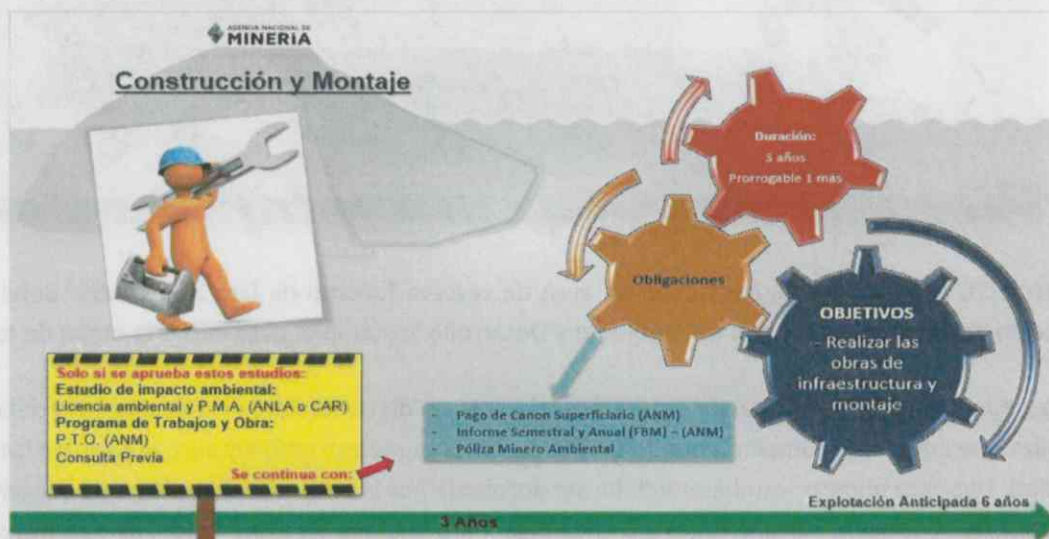 AGENCIA NACIONAL DE
MINERÍA
Construcción y Montaje
Duración:
3 años
Prorrogable 1 más
Obligaciones
OBJETIVOS
– Realizar las
obras de
infraestructura y
montaje
Solo si se aprueba estos estudios:
Estudio de impacto ambiental:
Licencia ambiental y P.M.A. (ANLA o CAR)
Programa de Trabajos y Obra:
P.T.O. (ANM)
Consulta Previa
Se continua con:
- Pago de Canon Superficiario (ANM)
- Informe Semestral y Anual (FBM) – (ANM)
- Póliza Minero Ambiental
Explotación Anticipada 6 años
3 Años